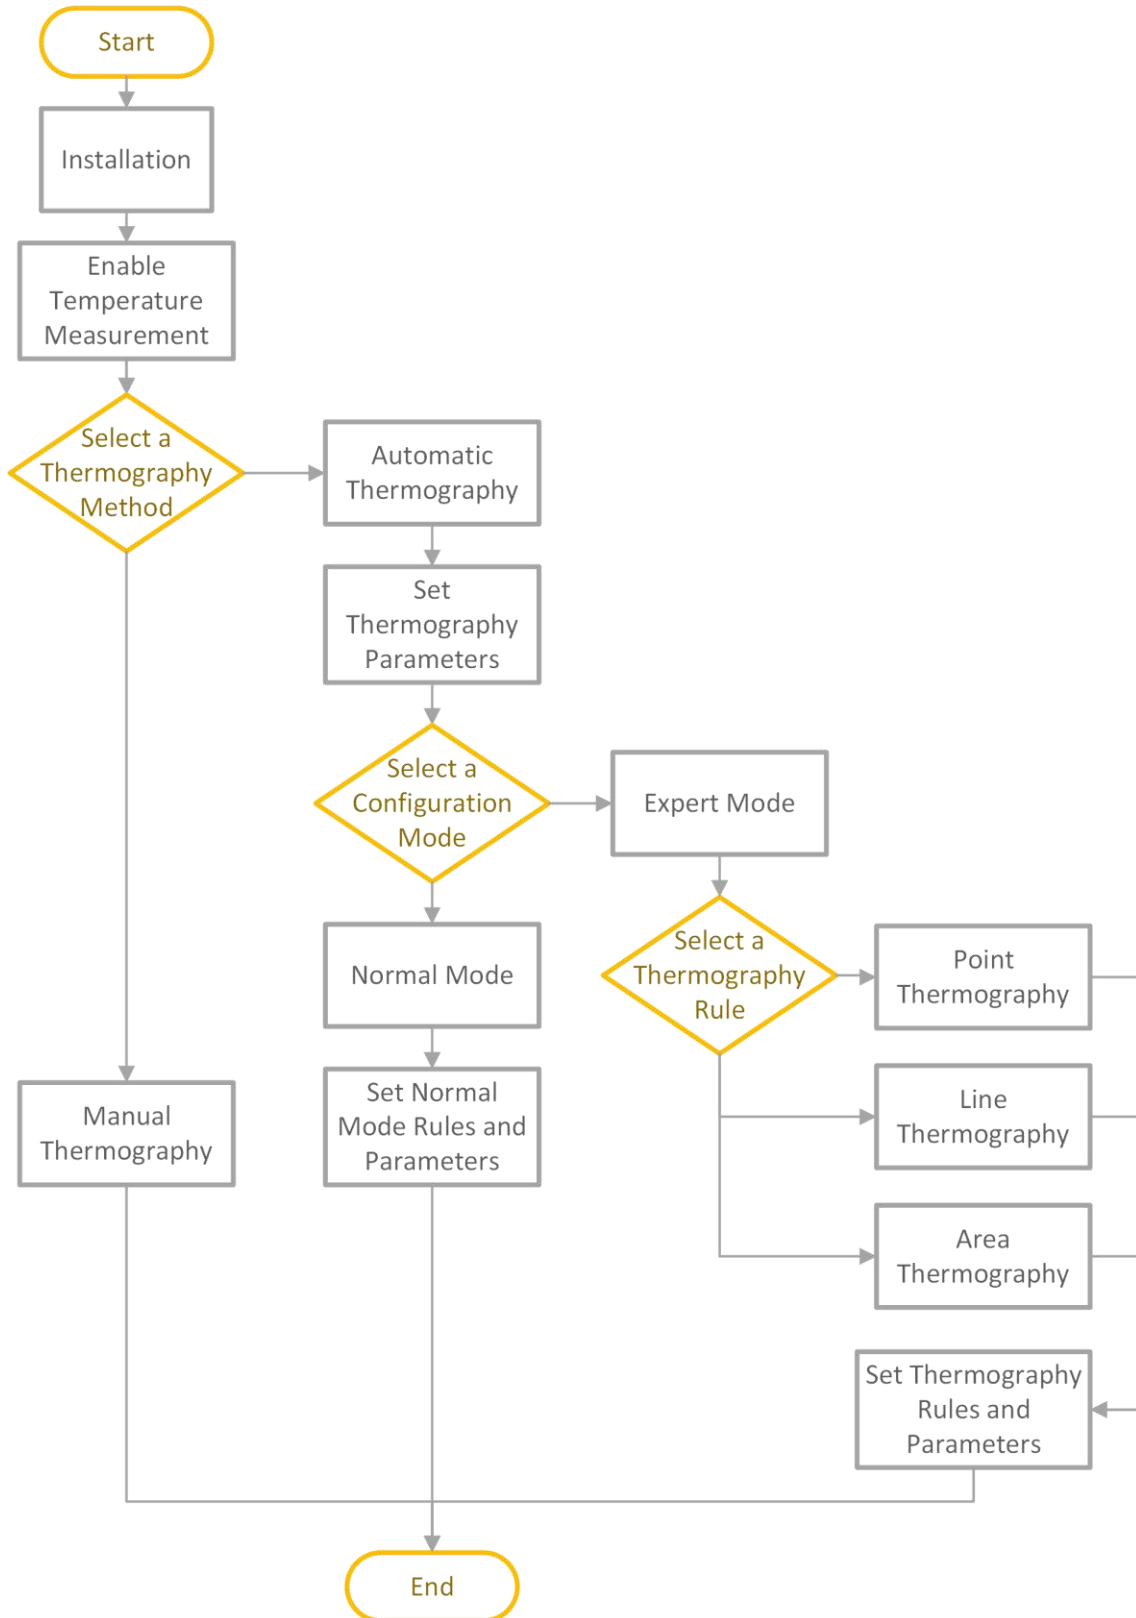 Start
Installation
Enable
Temperature
Measurement
Select a
Thermography
Method
Automatic
Thermography
Set
Thermography
Parameters
Select a
Configuration
Mode
Expert Mode
Normal Mode
Select a
Thermography
Rule
Point
Thermography
Manual
Thermography
Set Normal
Mode Rules and
Parameters
Line
Thermography
Area
Thermography
Set Thermography
Rules and
Parameters
End